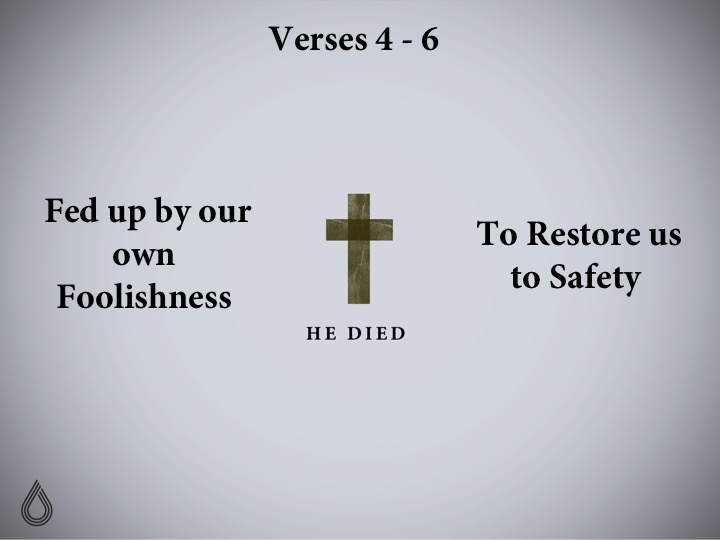 Verses 4 - 6
Fed up by our
own
Foolishness
HE DIED
To Restore us
to Safety